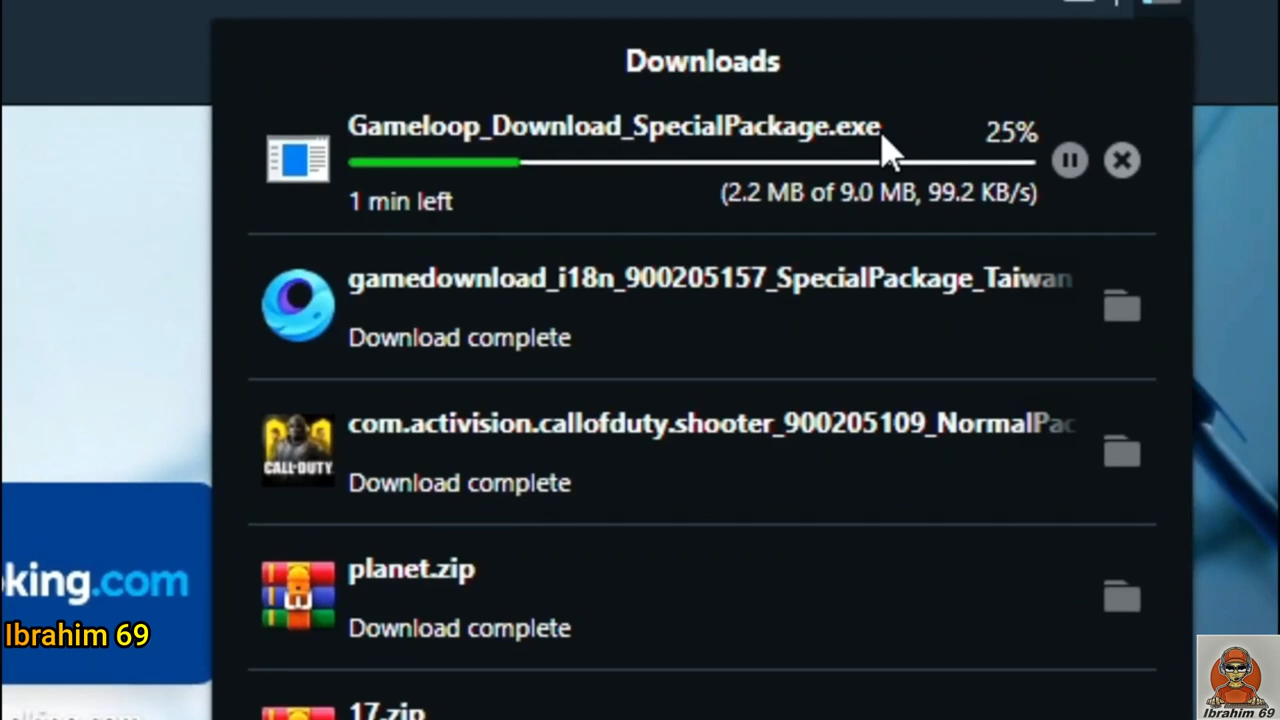 Downloads
Gameloop_Download_SpecialPackage.exe
25%
1 min left
(2.2 MB of 9.0 MB, 99.2 KB/s)
gamedownload_i18n_900205157_SpecialPackage_Taiwan
Download complete
com.activision.callofduty.shooter_900205109_NormalPac
CALL·DUTY
Download complete
planet.zip
Download complete
king.com
Ibrahim 69
17.zip
Ibrahim 69